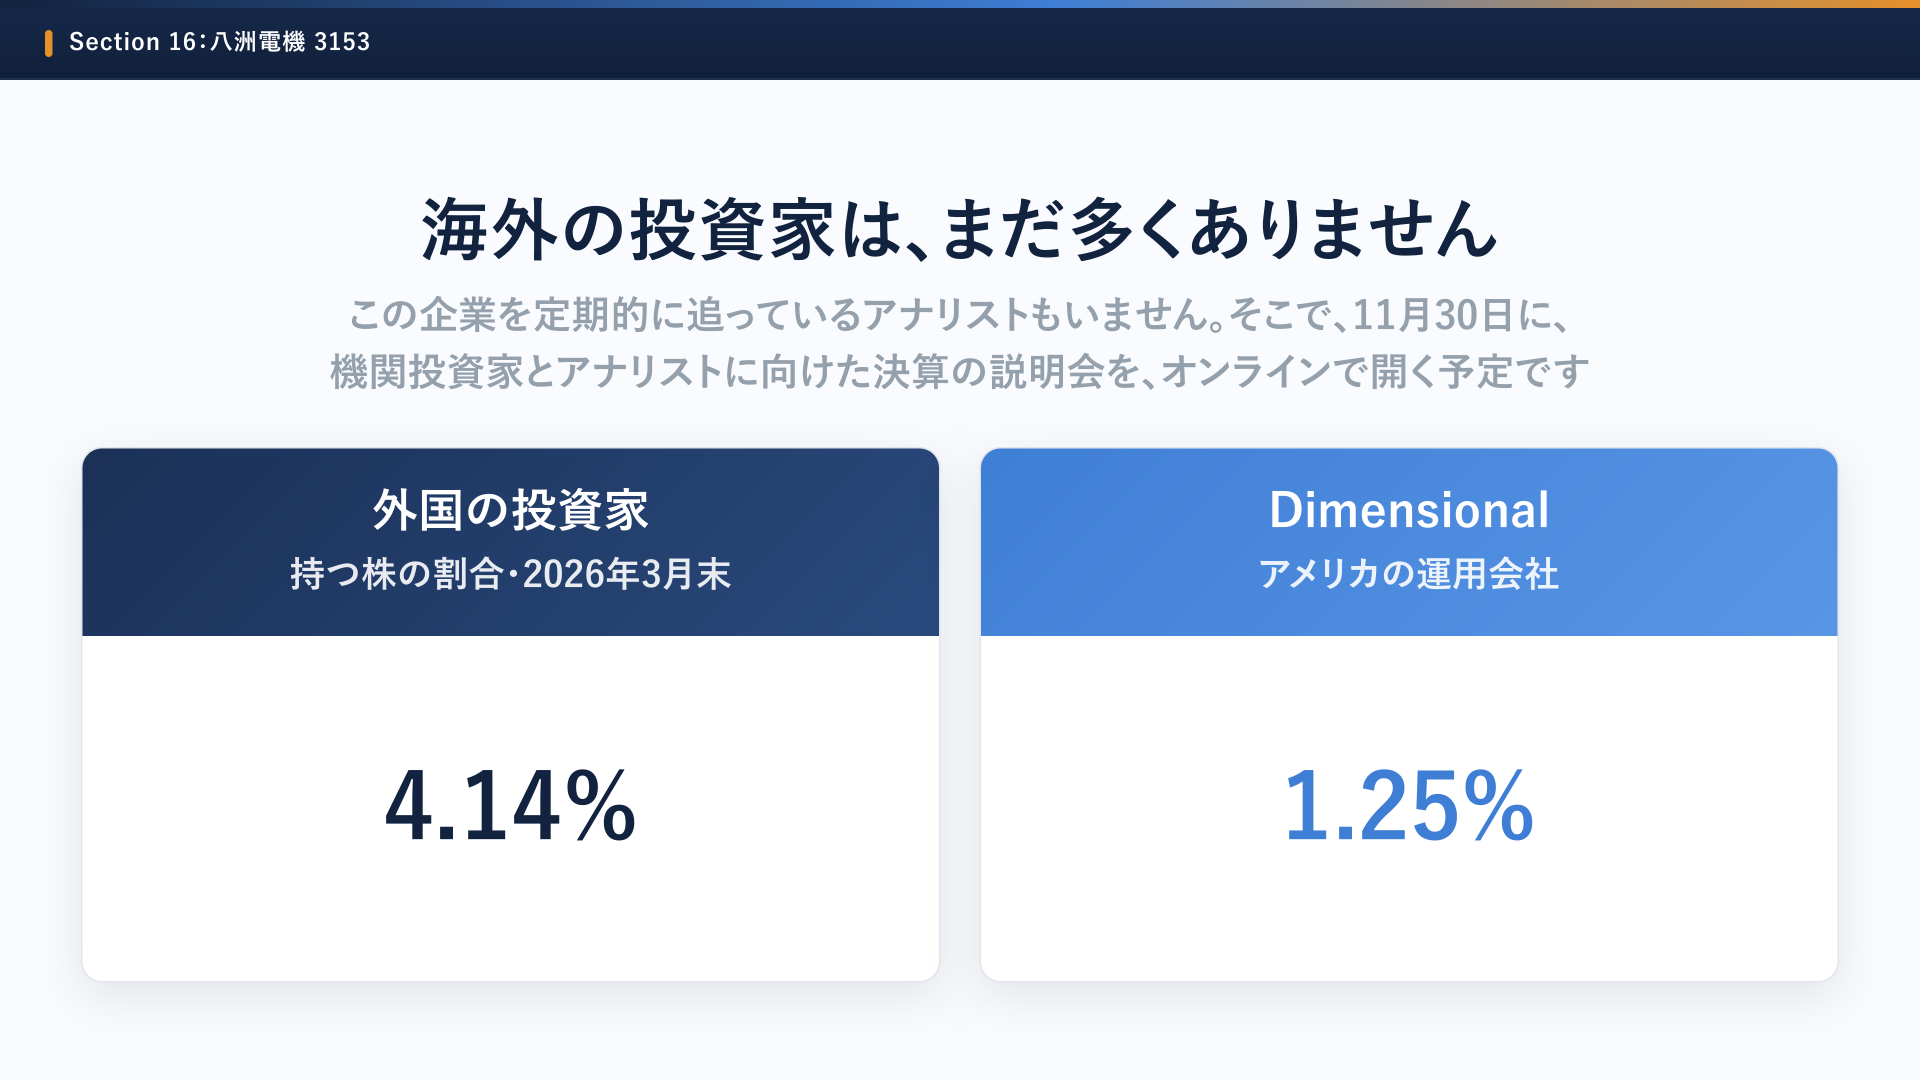 Section 16：八洲電機 3153
海外の投資家は、まだ多くありません
この企業を定期的に追っているアナリストもいません。そこで、11月30日に、
機関投資家とアナリストに向けた決算の説明会を、オンラインで開く予定です
外国の投資家
持つ株の割合・2026年3月末
4.14%
Dimensional
アメリカの運用会社
1.25%